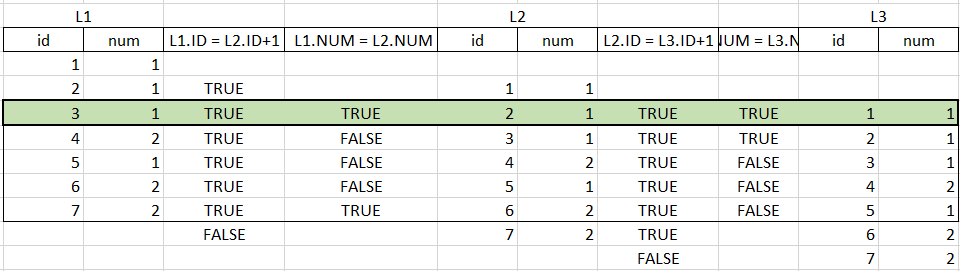 L1 L2 L3
id num L1.ID = L2.ID+1 L1.NUM = L2.NUM id num L2.ID = L3.ID+1 NUM = L3.N id num
1 1
2 1 TRUE 1 1
3 1 TRUE TRUE 2 1 TRUE TRUE 1 1
4 2 TRUE FALSE 3 1 TRUE TRUE 2 1
5 1 TRUE FALSE 4 2 TRUE FALSE 3 1
6 2 TRUE FALSE 5 1 TRUE FALSE 4 2
7 2 TRUE TRUE 6 2 TRUE FALSE 5 1
FALSE 7 2 TRUE 6 2
FALSE 7 2